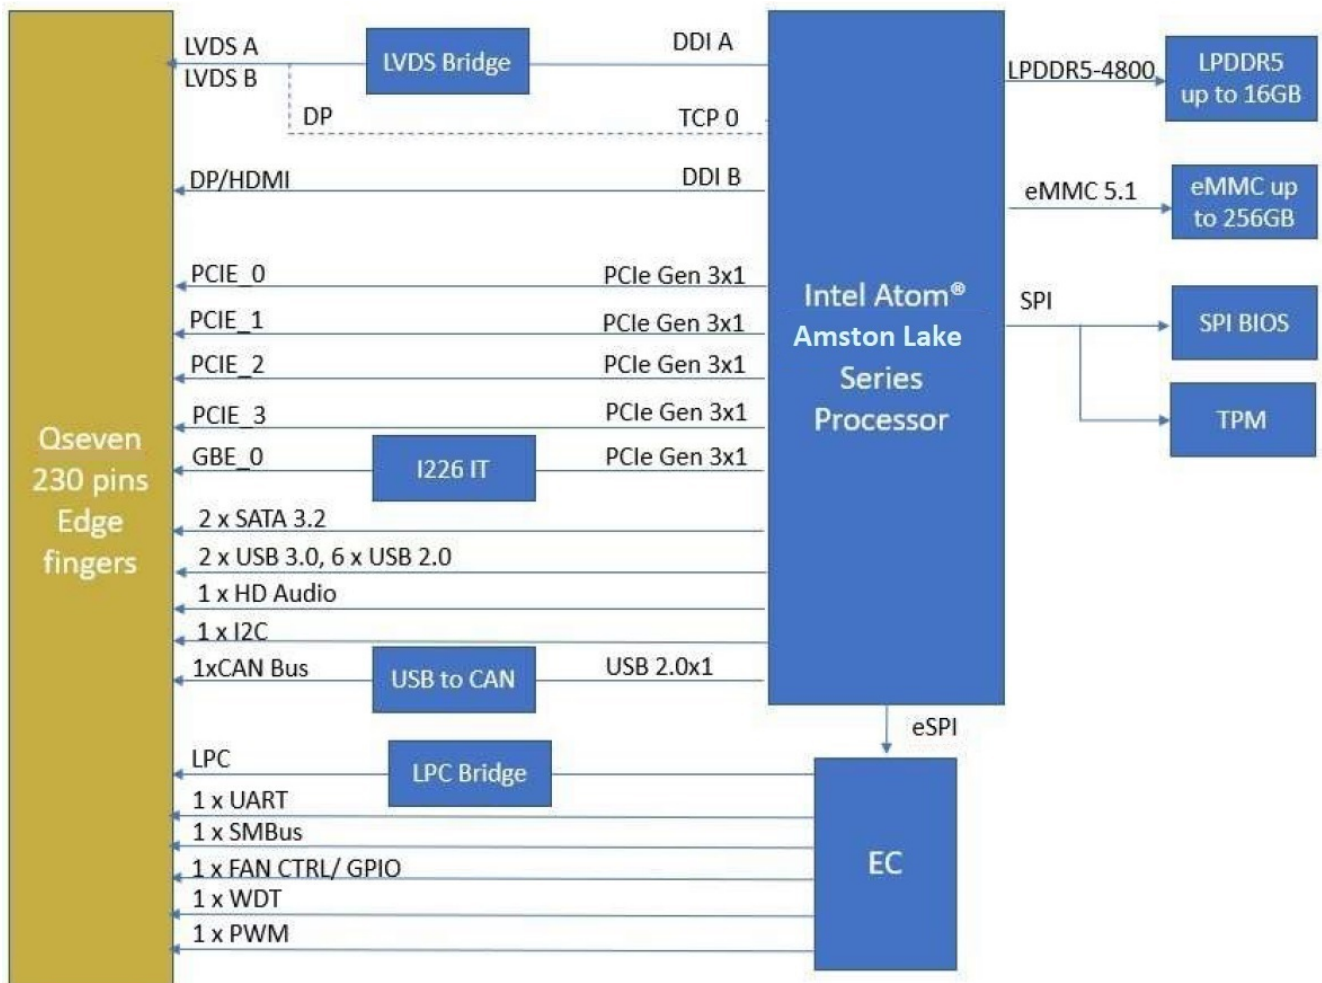 LVDS A
LVDS B
LVDS Bridge
DDI A
DP
TCP 0
DP/HDMI
DDI B
PCIE_0
PCIe Gen 3x1
PCIE_1
PCIe Gen 3x1
PCIE_2
PCIe Gen 3x1
PCIE_3
PCIe Gen 3x1
GBE_0
I226 IT
PCIe Gen 3x1
2 x SATA 3.2
2 x USB 3.0, 6 x USB 2.0
1 x HD Audio
1 x I2C
1xCAN Bus
USB to CAN
USB 2.0x1
LPC
LPC Bridge
1 x UART
1 x SMBus
1 x FAN CTRL/ GPIO
1 x WDT
1 x PWM
Qseven
230 pins
Edge
fingers
Intel Atom®
Amston Lake
Series
Processor
eSPI
EC
LPDDR5-4800
LPDDR5
up to 16GB
eMMC 5.1
eMMC up
to 256GB
SPI
SPI BIOS
TPM